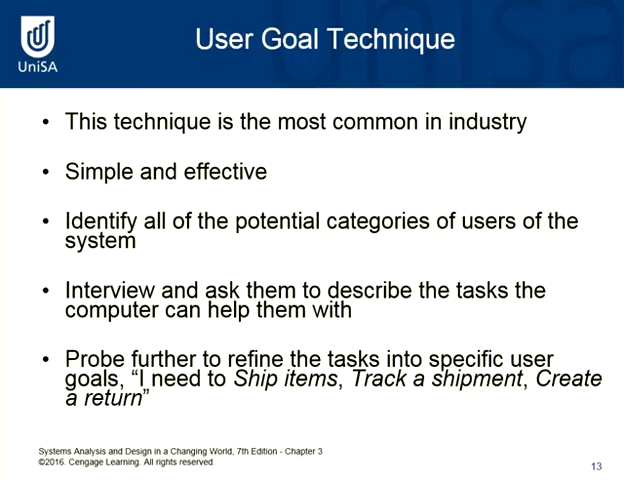 User Goal Technique
UniSA
• This technique is the most common in industry
• Simple and effective
• Identify all of the potential categories of users of the
system
• Interview and ask them to describe the tasks the
computer can help them with
• Probe further to refine the tasks into specific user
goals, “I need to Ship items, Track a shipment, Create
a return”
Systems Analysis and Design in a Changing World, 7th Edition - Chapter 3
©2016. Cengage Learning. All rights reserved.
13